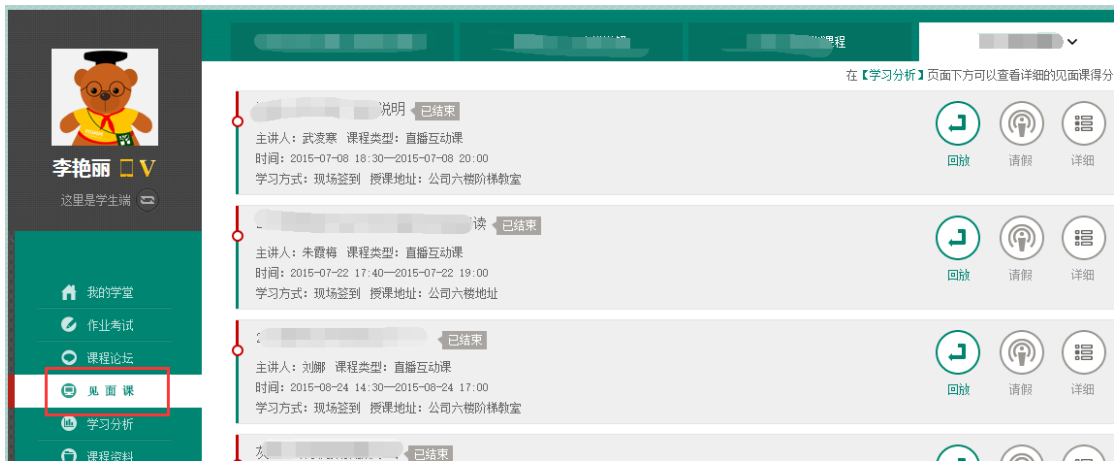 课程
在【学习分析】页面下方可以查看详细的见面课得分
李艳丽 V
这里是学生端
我的学堂
作业考试
课程论坛
见面课
学习分析
课程资料
说明 已结束
主讲人：武凌寒 课程类型：直播互动课
时间：2015-07-08 18:30—2015-07-08 20:00
学习方式：现场签到 授课地址：公司六楼阶梯教室
回放 请假 详细
读 已结束
主讲人：朱霞梅 课程类型：直播互动课
时间：2015-07-22 17:40—2015-07-22 19:00
学习方式：现场签到 授课地址：公司六楼地址
回放 请假 详细
已结束
主讲人：刘娜 课程类型：直播互动课
时间：2015-08-24 14:30—2015-08-24 17:00
学习方式：现场签到 授课地址：公司六楼阶梯教室
回放 请假 详细
已结束